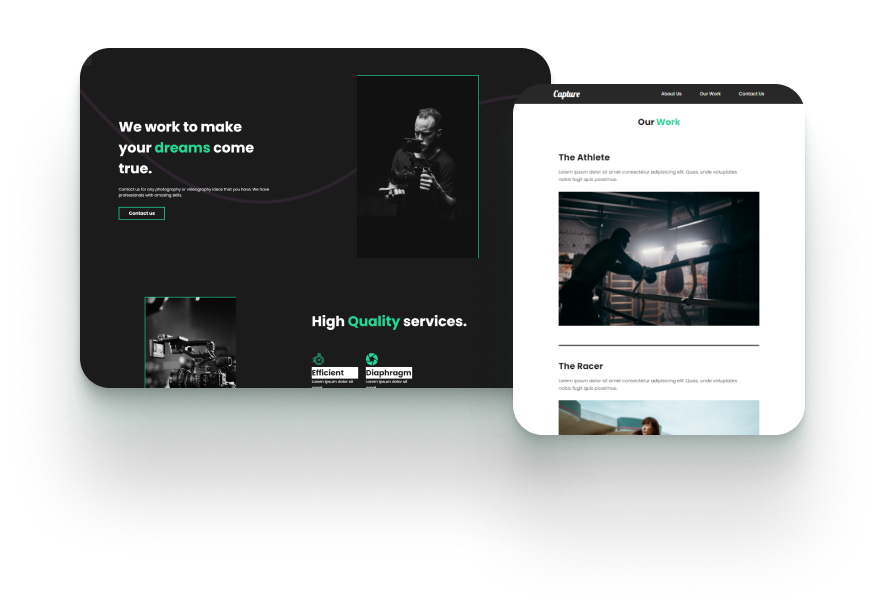 We work to make
your dreams come
true.
Contact us for any photography or videography ideas that you have. We have
professionals with amazing skills.
Contact us
High Quality services.
Efficient
Diaphragm
Lorem ipsum dolor sit
Lorem ipsum dolor sit
Capture
About Us
Our Work
Contact Us
Our Work
The Athlete
Lorem ipsum dolor sit amet consectetur adipisicing elit. Quas, unde voluptates
nobis fugit quis possimus.
The Racer
Lorem ipsum dolor sit amet consectetur adipisicing elit. Quas, unde voluptates
nobis fugit quis possimus.